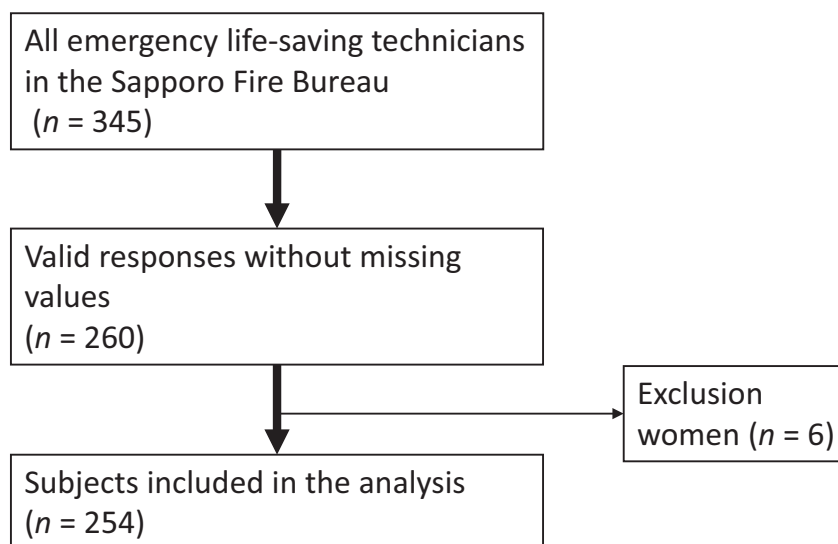 All emergency life-saving technicians
in the Sapporo Fire Bureau
(n = 345)
Valid responses without missing
values
(n = 260)
Exclusion
women (n = 6)
Subjects included in the analysis
(n = 254)